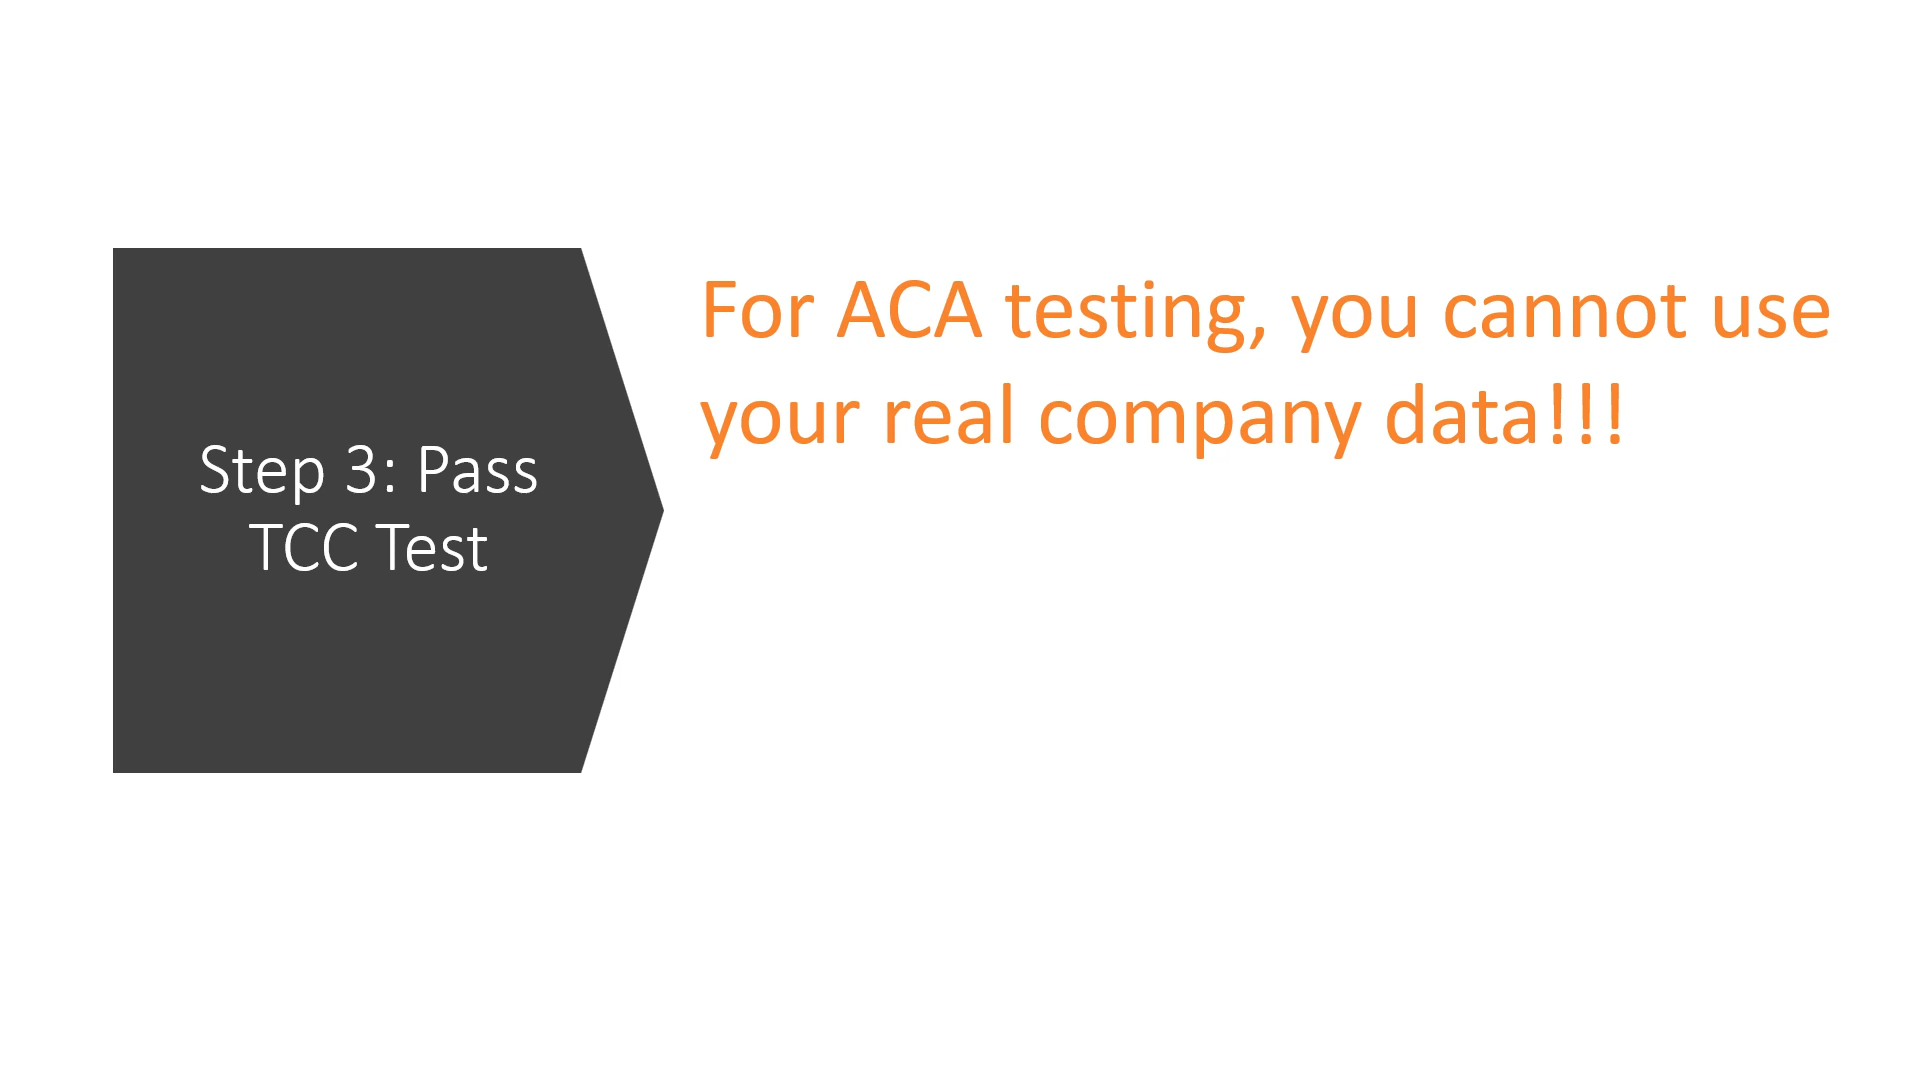 Step 3: Pass
TCC Test
For ACA testing, you cannot use
your real company data!!!